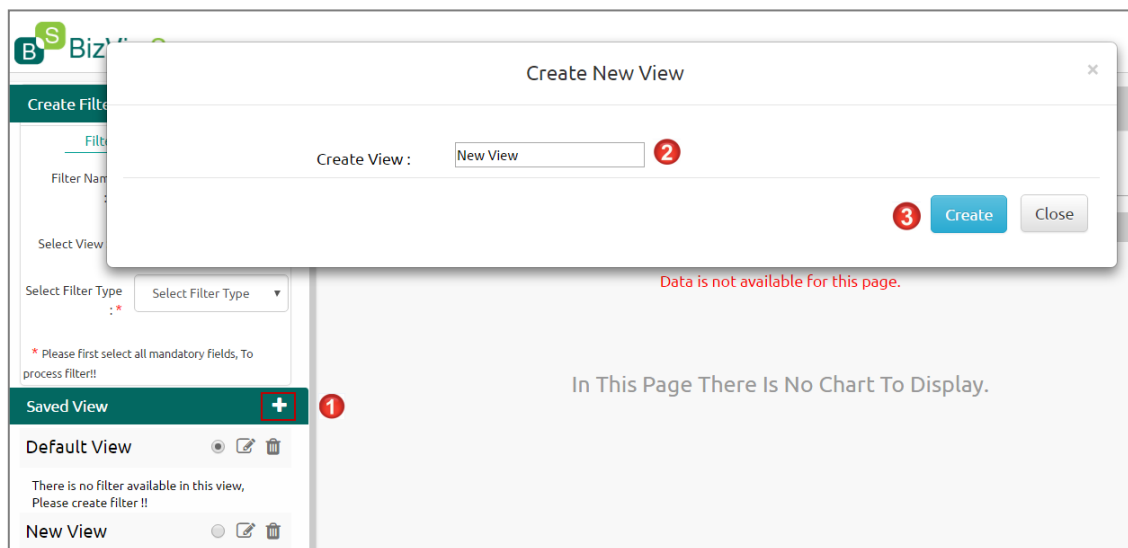 BS
Biz
Create New View
×
Create Filte
Filt
Create View :
New View
2
Filter Nam
3
Create
Close
Select View
Data is not available for this page.
Select Filter Type
: *
Select Filter Type
* Please first select all mandatory fields, To
process filter!!
In This Page There Is No Chart To Display.
Saved View
+
1
Default View
There is no filter available in this view,
Please create filter !!
New View